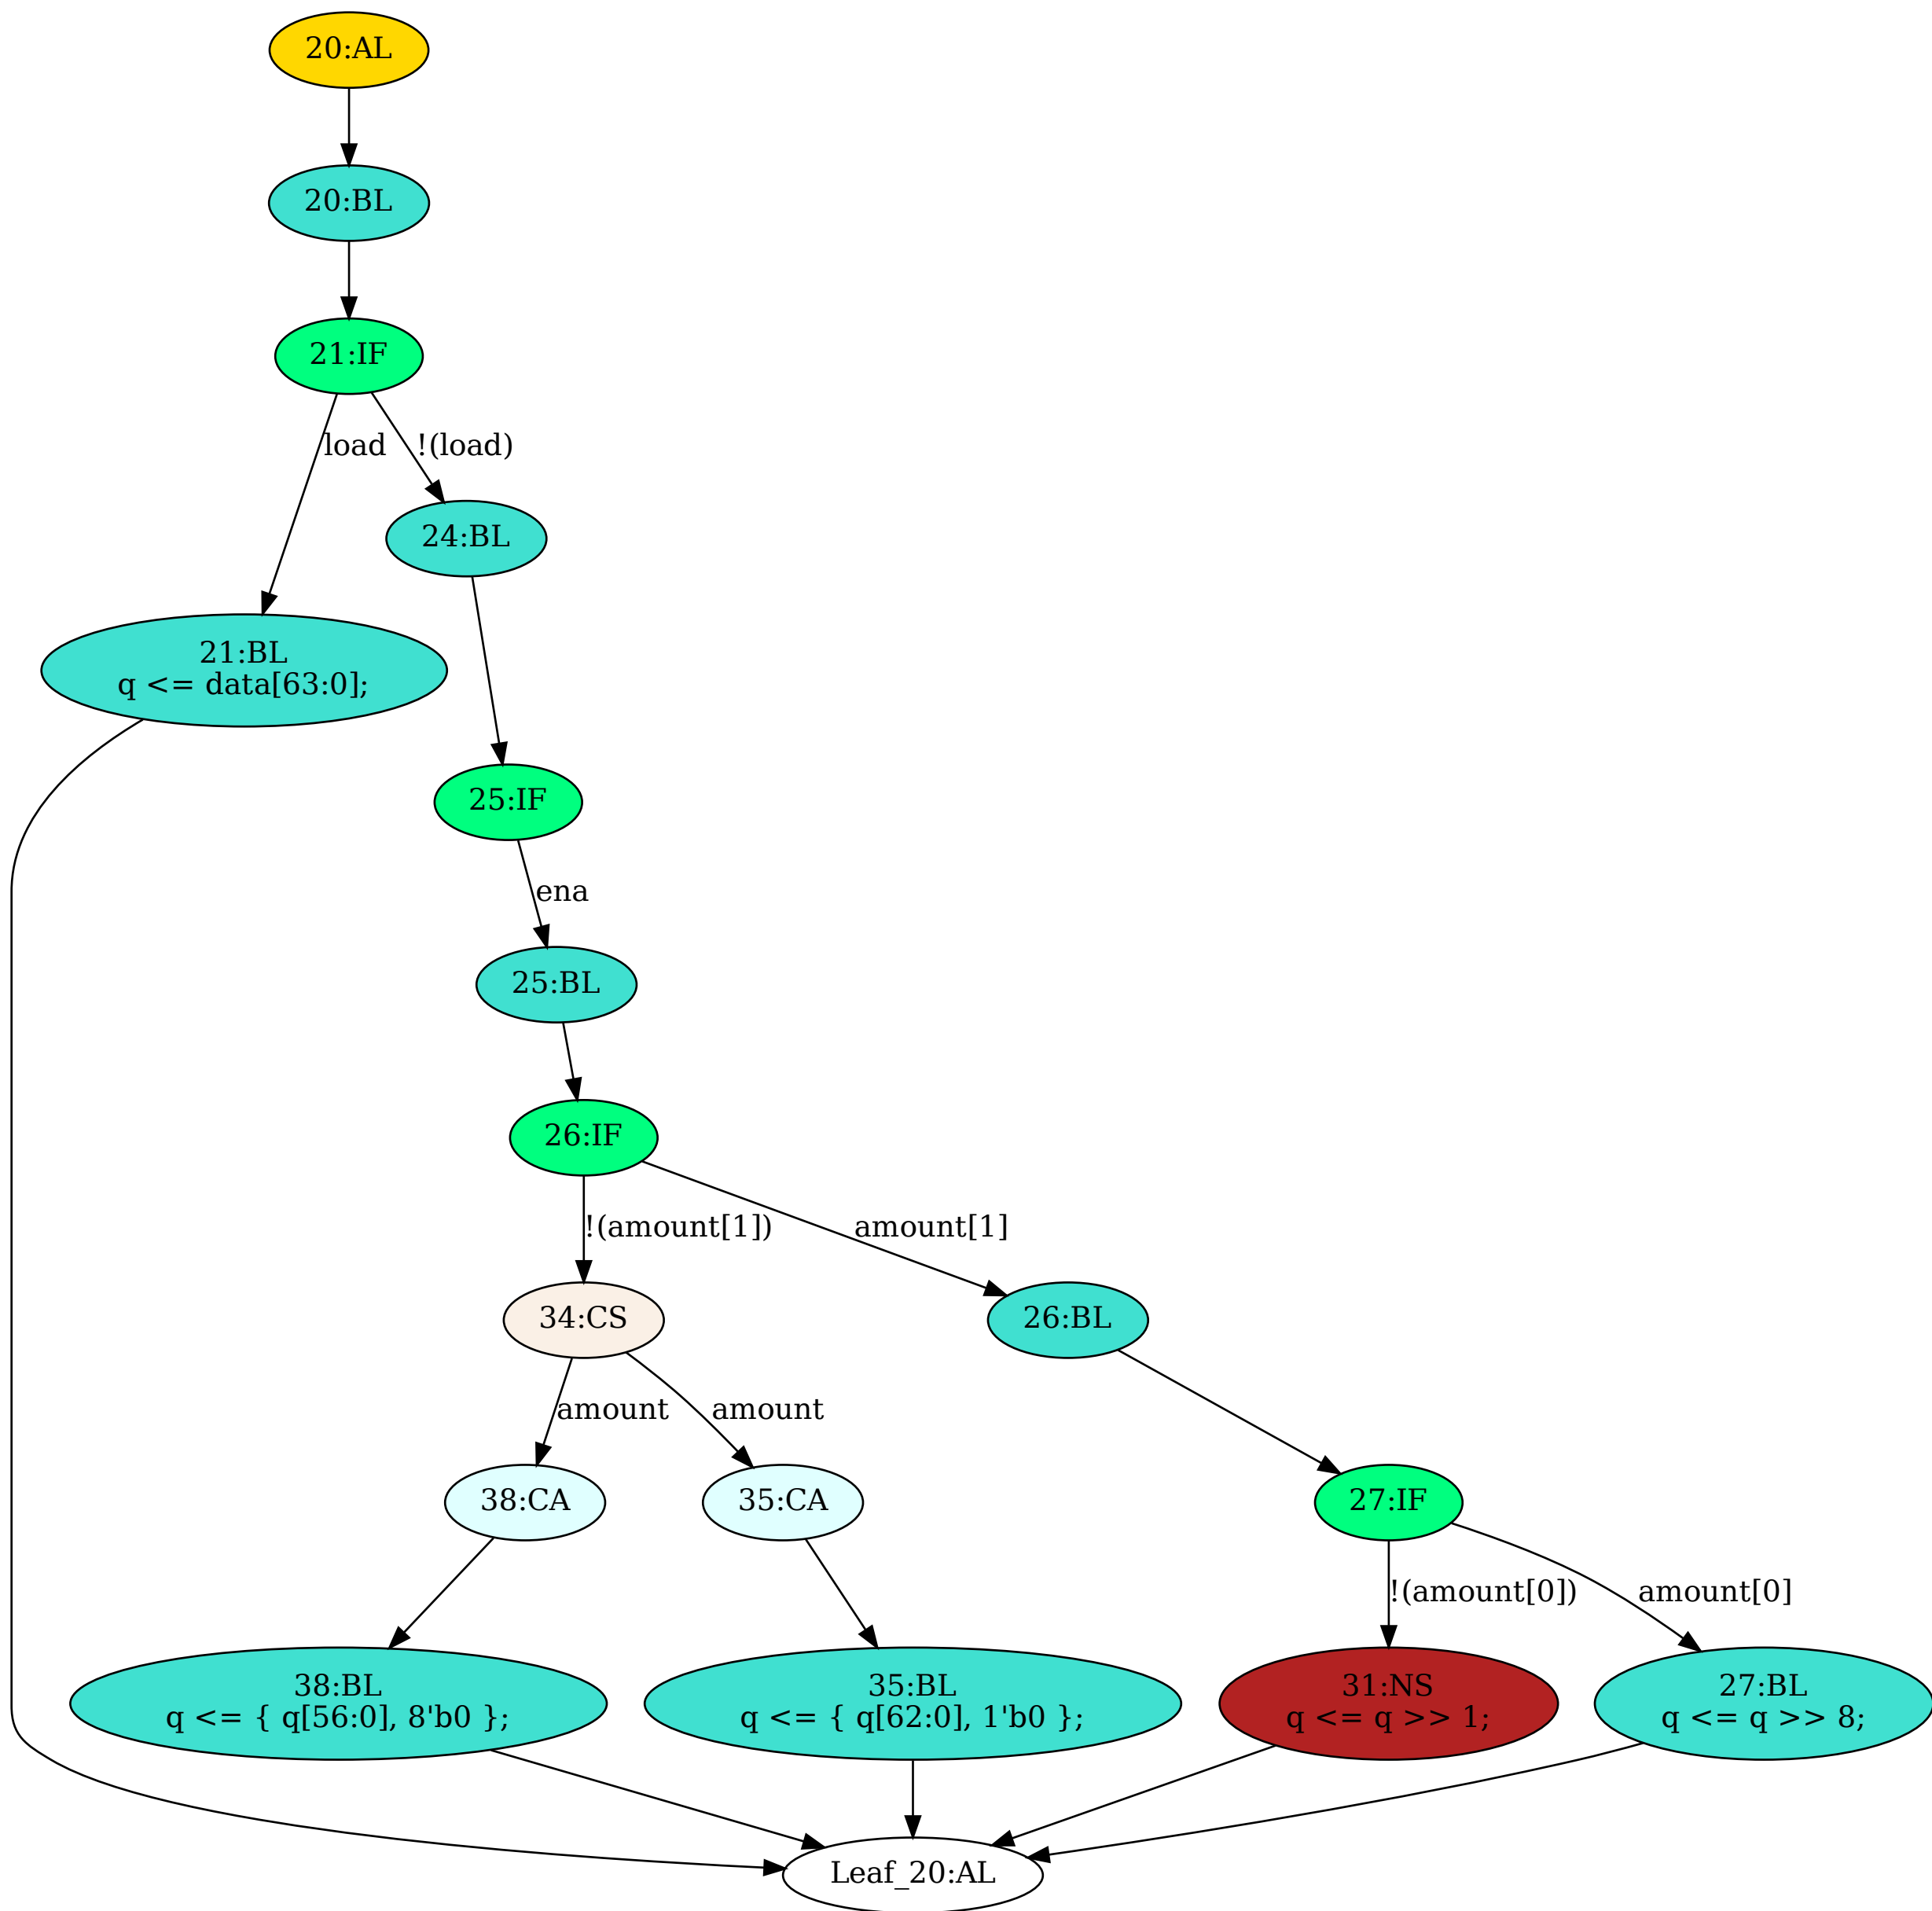 20:AL
20:BL
21:IF
load
!(load)
24:BL
21:BL
q <= data[63:0];
25:IF
ena
25:BL
26:IF
!(amount[1])
amount[1]
34:CS
26:BL
amount
amount
38:CA
35:CA
27:IF
!(amount[0])
amount[0]
38:BL
q <= { q[56:0], 8'b0 };
35:BL
q <= { q[62:0], 1'b0 };
31:NS
q <= q >> 1;
27:BL
q <= q >> 8;
Leaf_20:AL